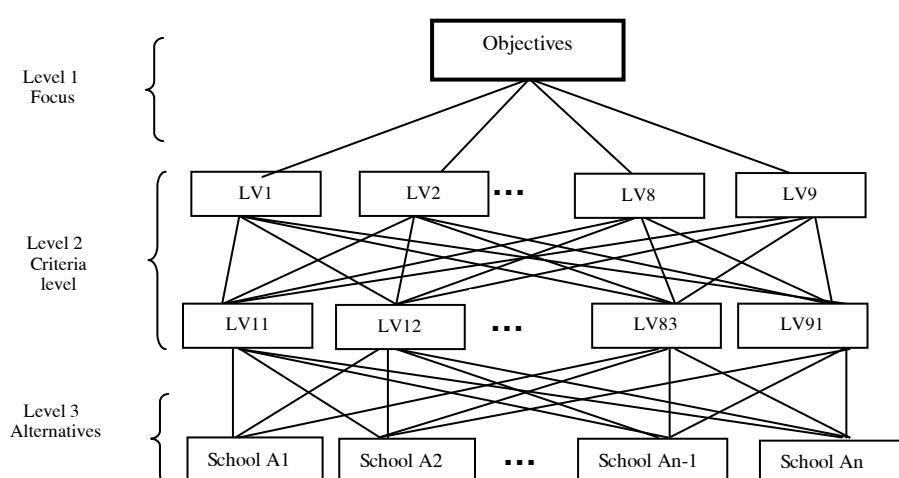 Objectives
Level 1
Focus
LV1 LV2 ... LV8 LV9
Level 2
Criteria
level
LV11 LV12 ... LV83 LV91
Level 3
Alternatives
School A1 School A2 ... School An-1 School An